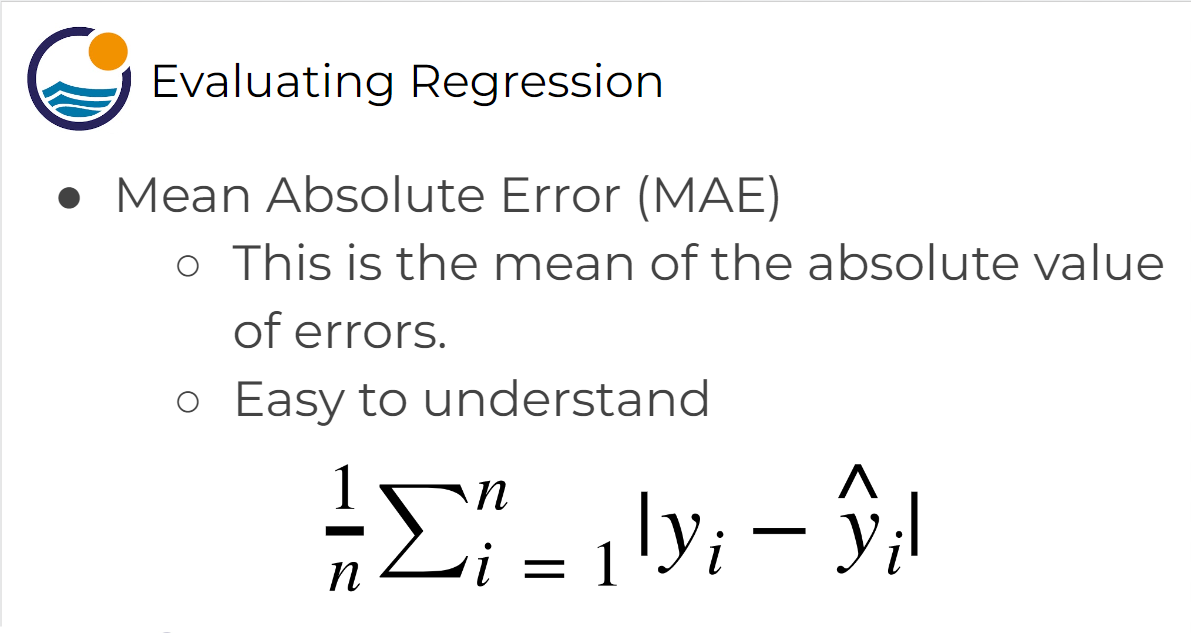 Evaluating Regression
● Mean Absolute Error (MAE)
○ This is the mean of the absolute value
of errors.
○ Easy to understand
$\frac{1}{n} \sum_{i=1}^{n} |y_i - \hat{y}_i|$